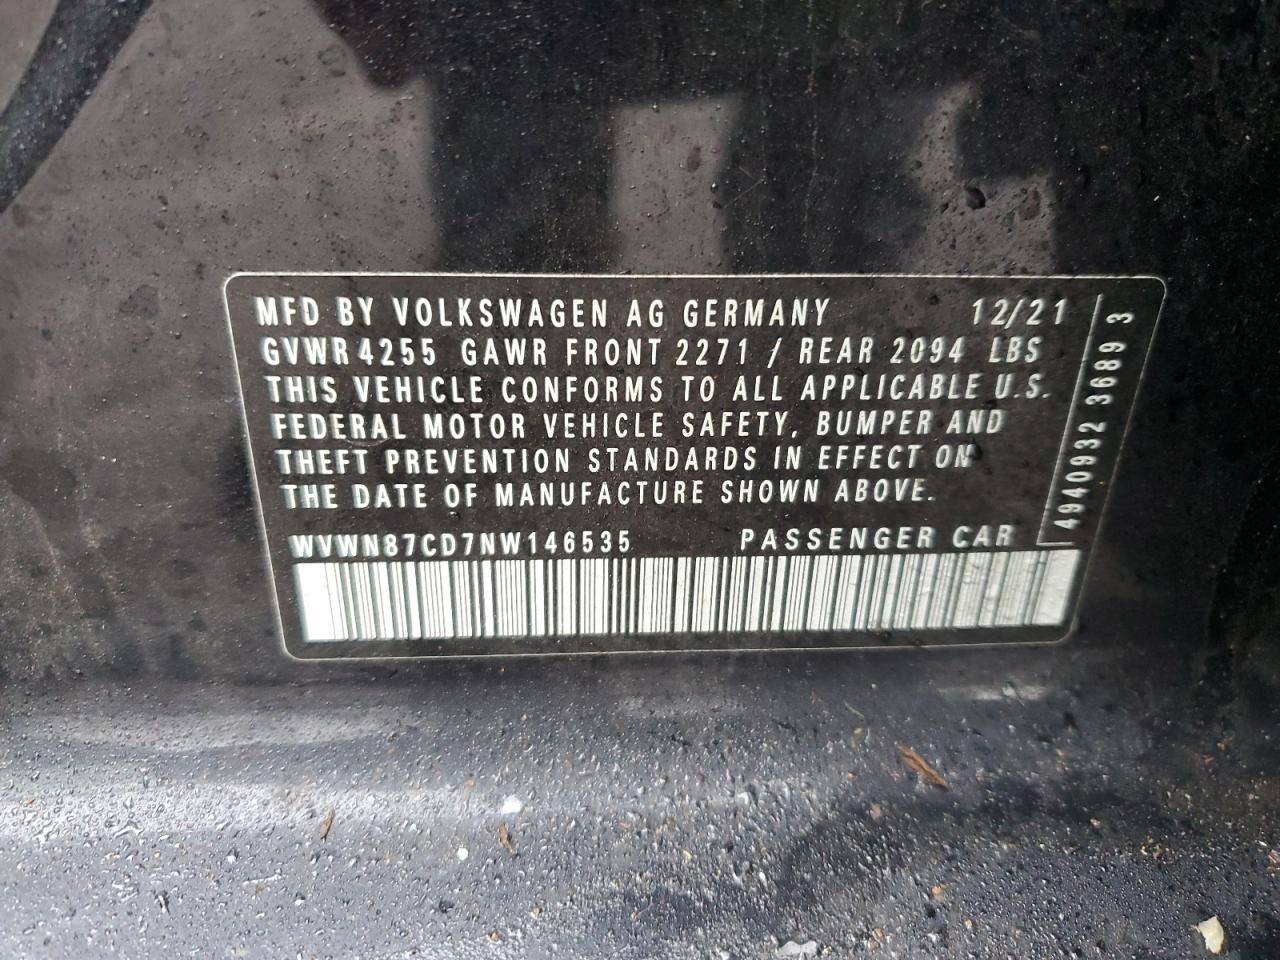 MFD BY VOLKSWAGEN AG GERMANY 12/21
GVWR 4255 GAWR FRONT 2271 / REAR 2094 LBS
THIS VEHICLE CONFORMS TO ALL APPLICABLE U.S.
FEDERAL MOTOR VEHICLE SAFETY, BUMPER AND
THEFT PREVENTION STANDARDS IN EFFECT ON
THE DATE OF MANUFACTURE SHOWN ABOVE.
WVWN87CD7NW146535 PASSENGER CAR
4940932 3689 3